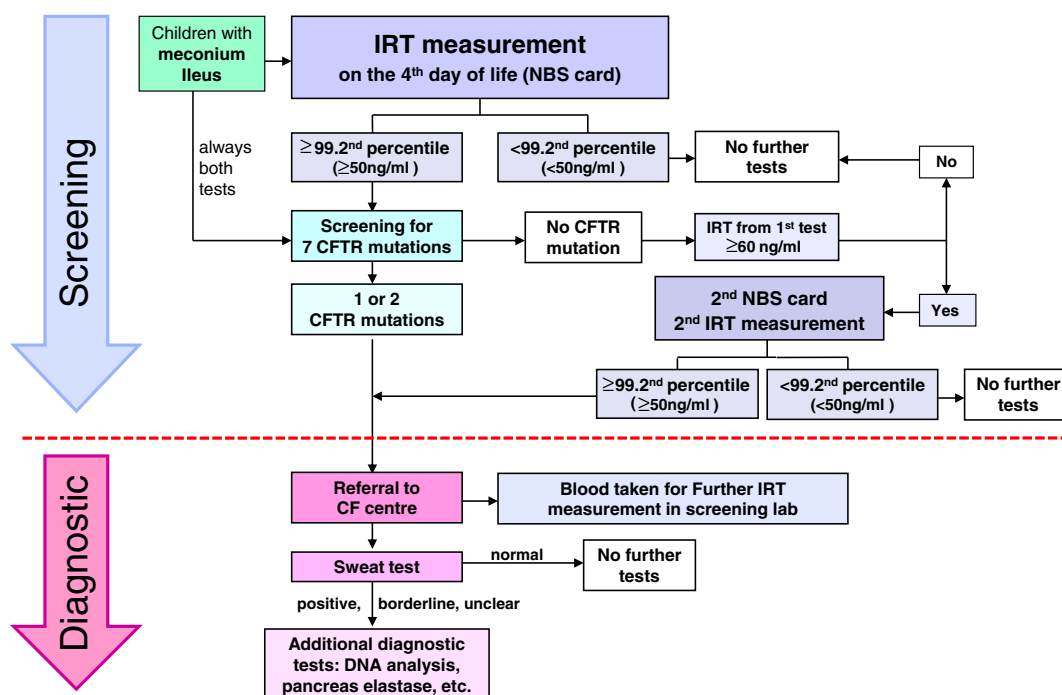 Screening
Children with
meconium
Ileus
IRT measurement
on the 4th day of life (NBS card)
always
both
tests
≥99.2nd percentile
(≥50ng/ml )
<99.2nd percentile
(<50ng/ml )
No further
tests
No
Screening for
7 CFTR mutations
No CFTR
mutation
IRT from 1st test
≥60 ng/ml
1 or 2
CFTR mutations
2nd NBS card
2nd IRT measurement
Yes
≥99.2nd percentile
(≥50ng/ml )
<99.2nd percentile
(<50ng/ml )
No further
tests
Diagnostic
Referral to
CF centre
Blood taken for Further IRT
measurement in screening lab
Sweat test
normal
No further
tests
positive, borderline, unclear
Additional diagnostic
tests: DNA analysis,
pancreas elastase, etc.